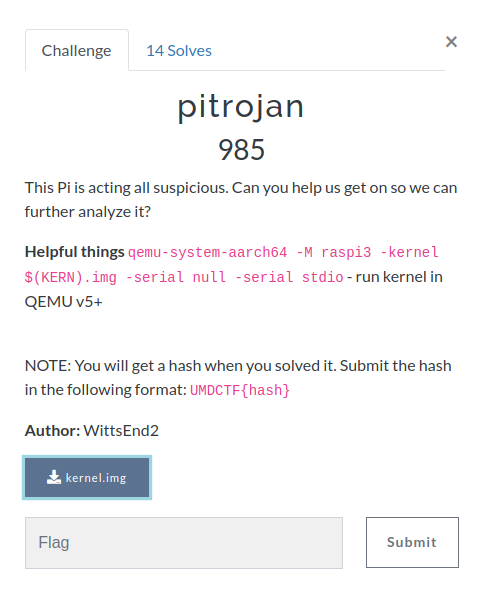 Challenge
14 Solves
×
pitrojan
985
This Pi is acting all suspicious. Can you help us get on so we can
further analyze it?
Helpful things qemu-system-aarch64 -M raspi3 -kernel
$(KERN).img -serial null -serial stdio - run kernel in
QEMU v5+
NOTE: You will get a hash when you solved it. Submit the hash
in the following format: UMDCTF{hash}
Author: WittsEnd2
kernel.img
Flag
Submit